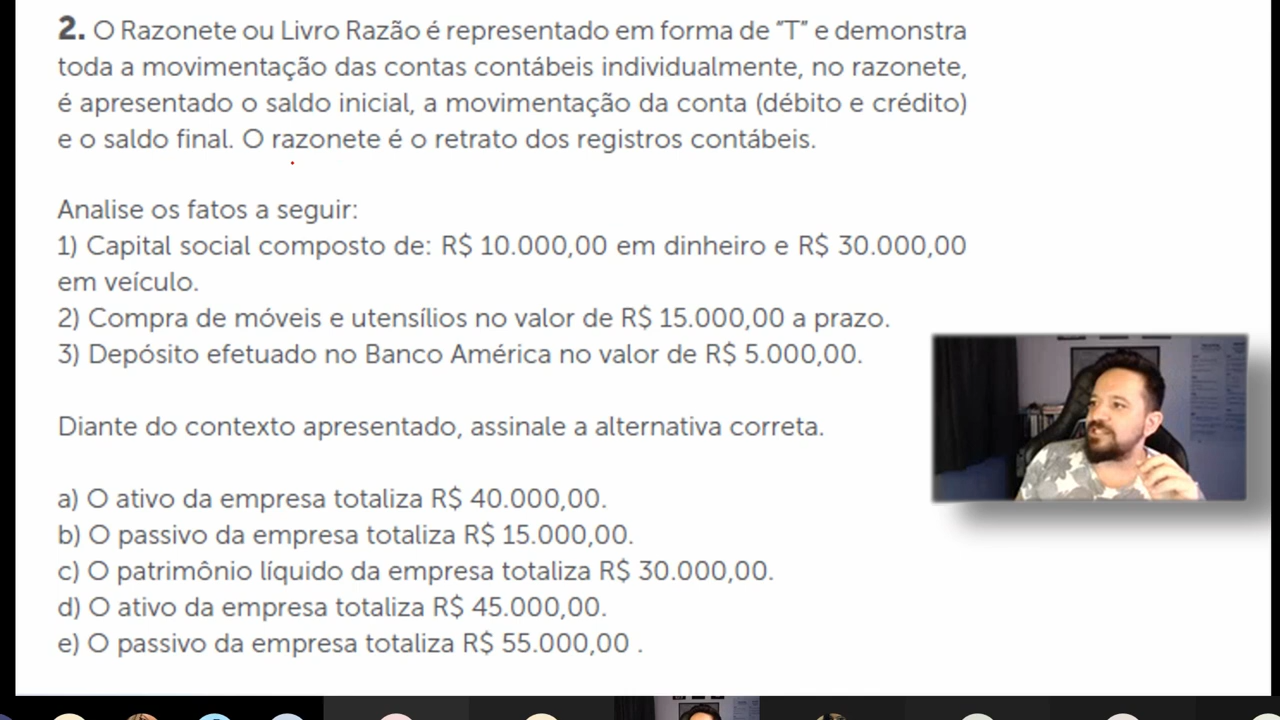 2. O Razonete ou Livro Razão é representado em forma de “T” e demonstra
toda a movimentação das contas contábeis individualmente, no razonete,
é apresentado o saldo inicial, a movimentação da conta (débito e crédito)
e o saldo final. O razonete é o retrato dos registros contábeis.
Analise os fatos a seguir:
1) Capital social composto de: R$ 10.000,00 em dinheiro e R$ 30.000,00
em veículo.
2) Compra de móveis e utensílios no valor de R$ 15.000,00 a prazo.
3) Depósito efetuado no Banco América no valor de R$ 5.000,00.
Diante do contexto apresentado, assinale a alternativa correta.
a) O ativo da empresa totaliza R$ 40.000,00.
b) O passivo da empresa totaliza R$ 15.000,00.
c) O patrimônio líquido da empresa totaliza R$ 30.000,00.
d) O ativo da empresa totaliza R$ 45.000,00.
e) O passivo da empresa totaliza R$ 55.000,00 .